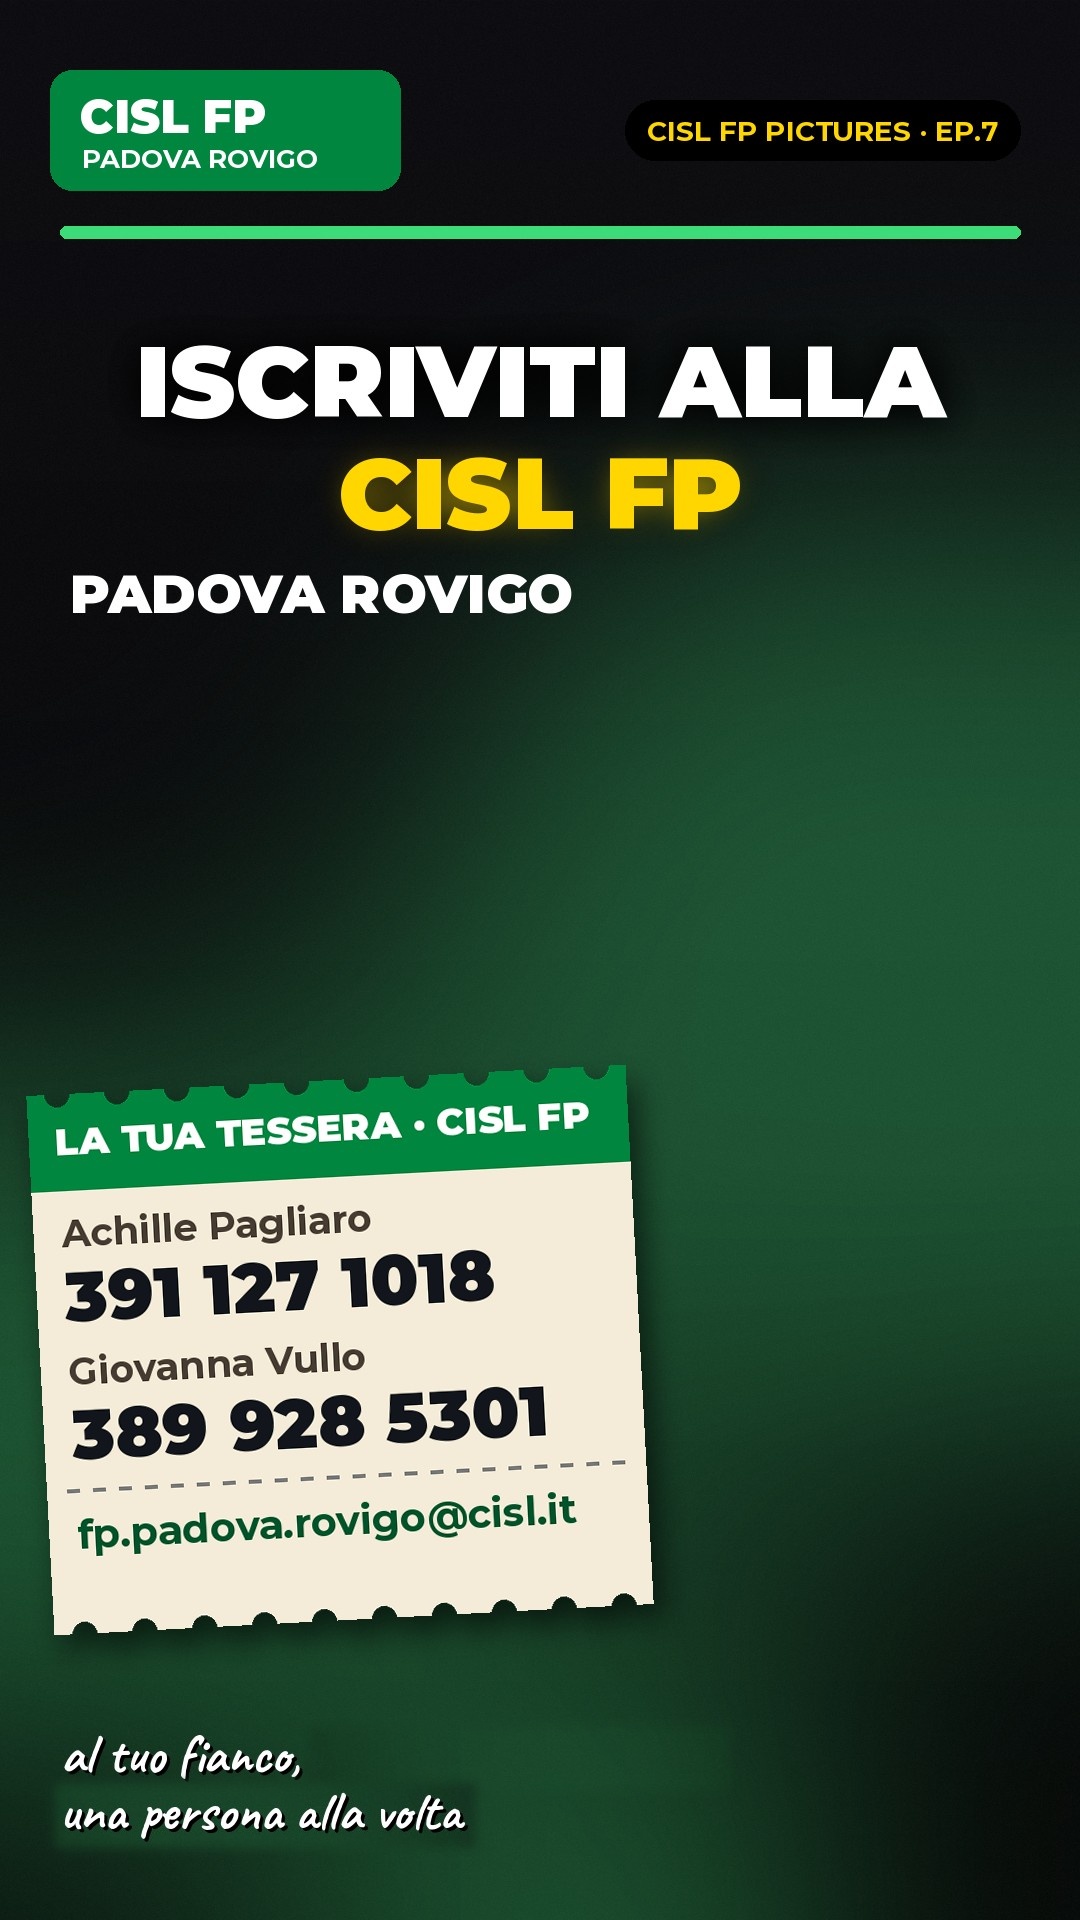 CISL FP
PADOVA ROVIGO
CISL FP PICTURES · EP.7
ISCRIVITI ALLA
CISL FP
PADOVA ROVIGO
LA TUA TESSERA · CISL FP
Achille Pagliaro
391 127 1018
Giovanna Vullo
389 928 5301
fp.padova.rovigo@cisl.it
al tuo fianco,
una persona alla volta